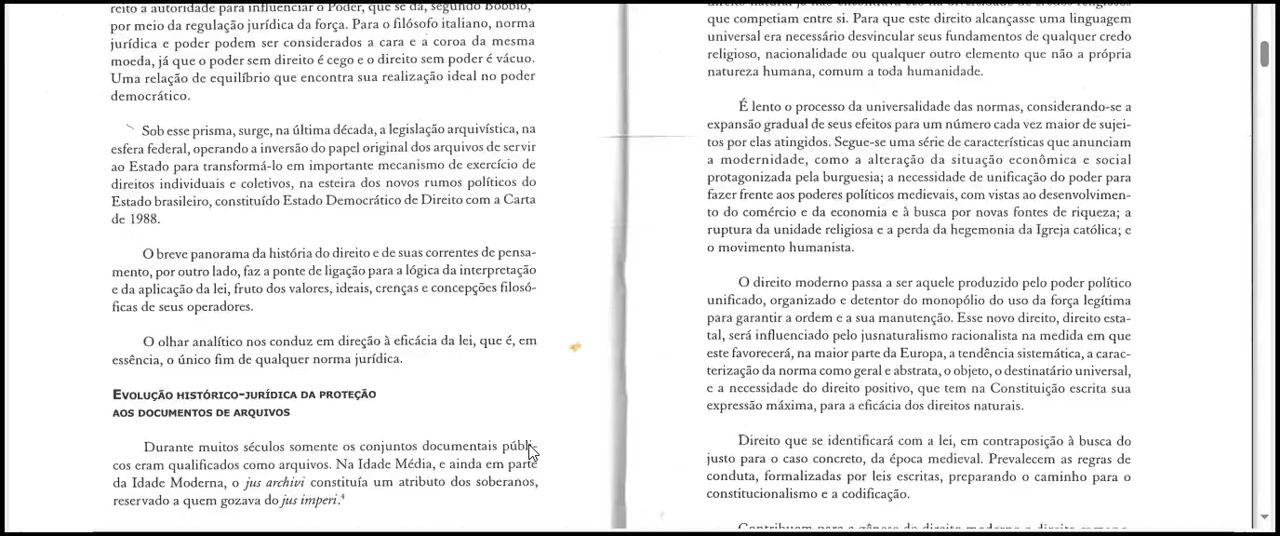 reito a autoridade para influenciar o Poder, que se dá, segundo Bobbio,
por meio da regulação jurídica da força. Para o filósofo italiano, norma
jurídica e poder podem ser considerados a cara e a coroa da mesma
moeda, já que o poder sem direito é cego e o direito sem poder é vácuo.
Uma relação de equilíbrio que encontra sua realização ideal no poder
democrático.
Sob esse prisma, surge, na última década, a legislação arquivística, na
esfera federal, operando a inversão do papel original dos arquivos de servir
ao Estado para transformá-lo em importante mecanismo de exercício de
direitos individuais e coletivos, na esteira dos novos rumos políticos do
Estado brasileiro, constituído Estado Democrático de Direito com a Carta
de 1988.
O breve panorama da história do direito e de suas correntes de pensa-
mento, por outro lado, faz a ponte de ligação para a lógica da interpretação
e da aplicação da lei, fruto dos valores, ideais, crenças e concepções filosó-
ficas de seus operadores.
O olhar analítico nos conduz em direção à eficácia da lei, que é, em
essência, o único fim de qualquer norma jurídica.
EVOLUÇÃO HISTÓRICO-JURÍDICA DA PROTEÇÃO
AOS DOCUMENTOS DE ARQUIVOS
Durante muitos séculos somente os conjuntos documentais públi-
cos eram qualificados como arquivos. Na Idade Média, e ainda em parte
da Idade Moderna, o jus archivi constituía um atributo dos soberanos,
reservado a quem gozava do jus imperi.⁴
que competiam entre si. Para que este direito alcançasse uma linguagem
universal era necessário desvincular seus fundamentos de qualquer credo
religioso, nacionalidade ou qualquer outro elemento que não a própria
natureza humana, comum a toda humanidade.
É lento o processo da universalidade das normas, considerando-se a
expansão gradual de seus efeitos para um número cada vez maior de sujei-
tos por elas atingidos. Segue-se uma série de características que anunciam
a modernidade, como a alteração da situação econômica e social
protagonizada pela burguesia; a necessidade de unificação do poder para
fazer frente aos poderes políticos medievais, com vistas ao desenvolvimen-
to do comércio e da economia e à busca por novas fontes de riqueza; a
ruptura da unidade religiosa e a perda da hegemonia da Igreja católica; e
o movimento humanista.
O direito moderno passa a ser aquele produzido pelo poder político
unificado, organizado e detentor do monopólio do uso da força legítima
para garantir a ordem e a sua manutenção. Esse novo direito, direito esta-
tal, será influenciado pelo jusnaturalismo racionalista na medida em que
este favorecerá, na maior parte da Europa, a tendência sistemática, a carac-
terização da norma como geral e abstrata, o objeto, o destinatário universal,
e a necessidade do direito positivo, que tem na Constituição escrita sua
expressão máxima, para a eficácia dos direitos naturais.
Direito que se identificará com a lei, em contraposição à busca do
justo para o caso concreto, da época medieval. Prevalecem as regras de
conduta, formalizadas por leis escritas, preparando o caminho para o
constitucionalismo e a codificação.